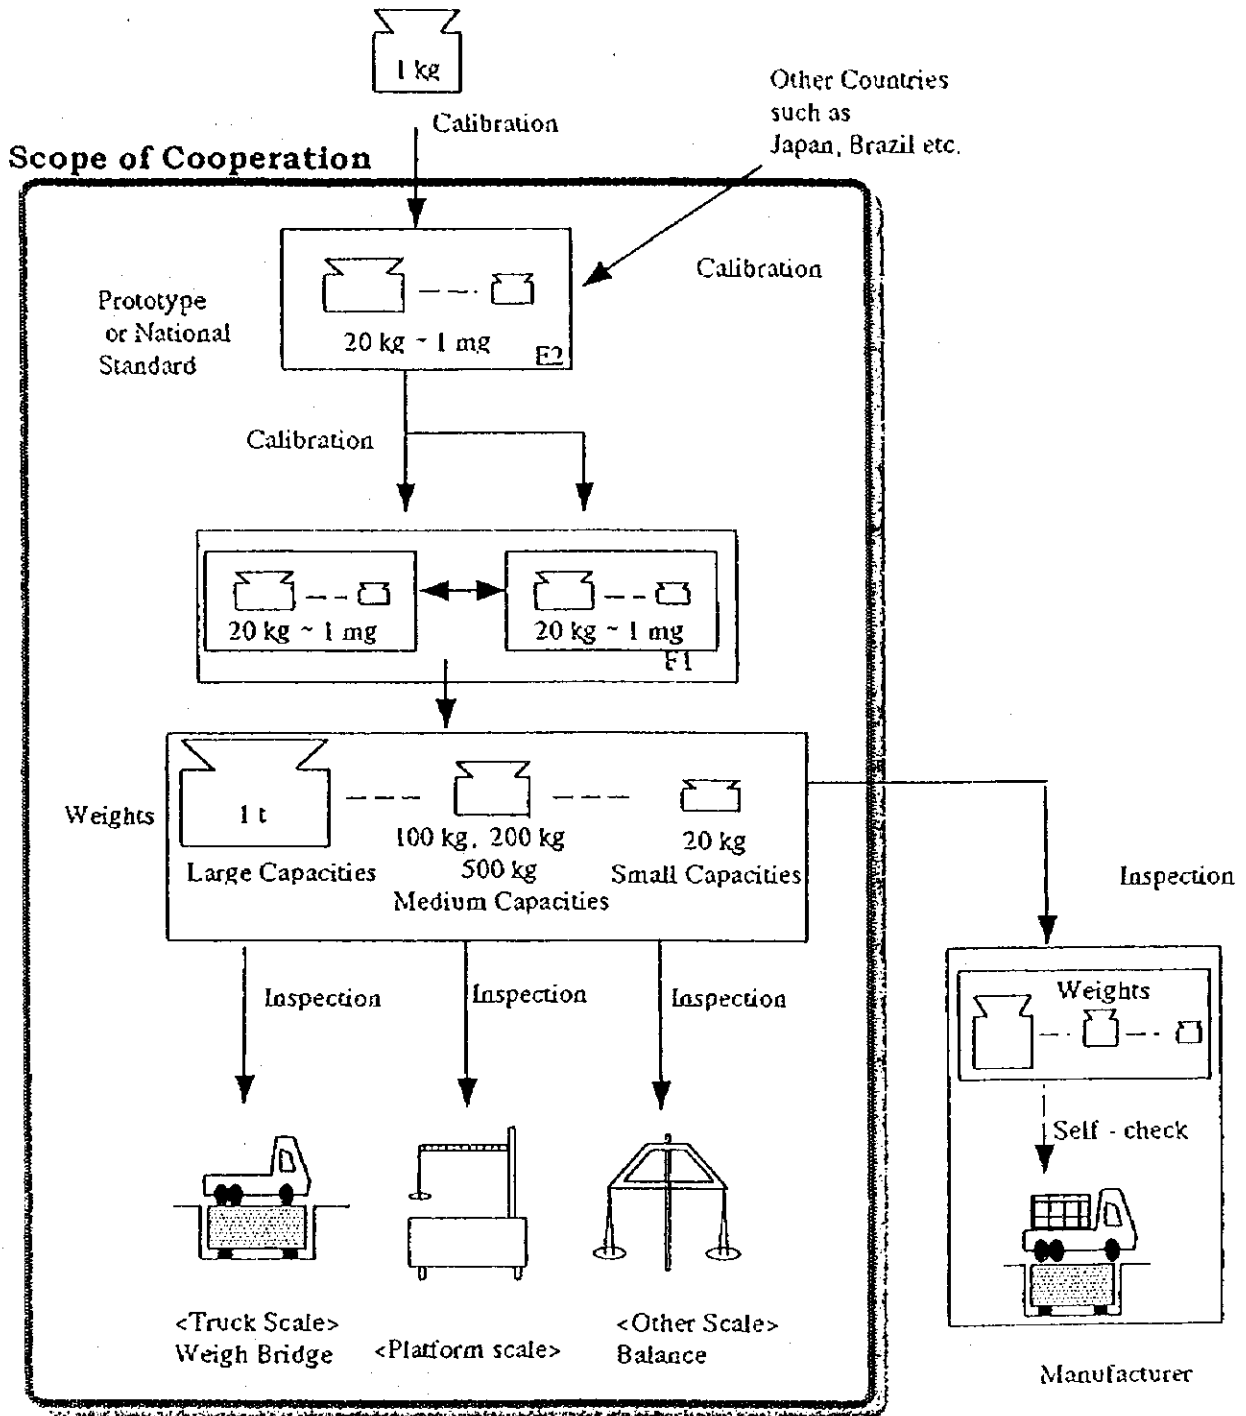 1 kg
Other Countries
such as
Japan, Brazil etc.
Calibration
Scope of Cooperation
Calibration
Prototype
or National
Standard
20 kg ~ 1 mg
E2
Calibration
20 kg ~ 1 mg
20 kg ~ 1 mg
F1
Weights
1 t
100 kg, 200 kg
500 kg
20 kg
Large Capacities
Medium Capacities
Small Capacities
Inspection
Inspection
Inspection
Inspection
Weights
Self - check
<Truck Scale>
Weigh Bridge
<Platform scale>
<Other Scale>
Balance
Manufacturer